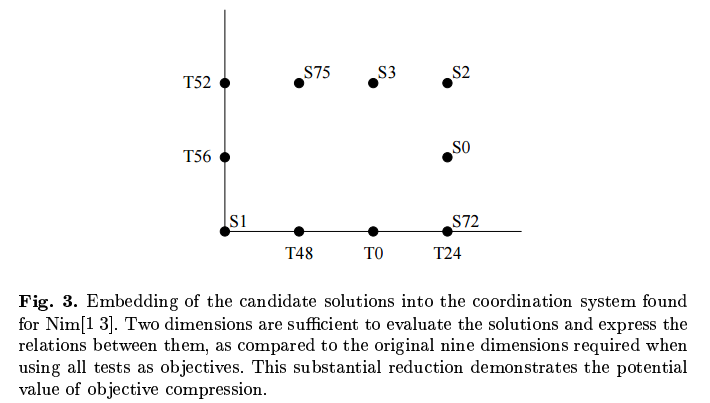 T52 S75 S3 S2
T56 S0
S1 S72
T48 T0 T24
Fig. 3. Embedding of the candidate solutions into the coordination system found
for Nim[1 3]. Two dimensions are sufficient to evaluate the solutions and express the
relations between them, as compared to the original nine dimensions required when
using all tests as objectives. This substantial reduction demonstrates the potential
value of objective compression.